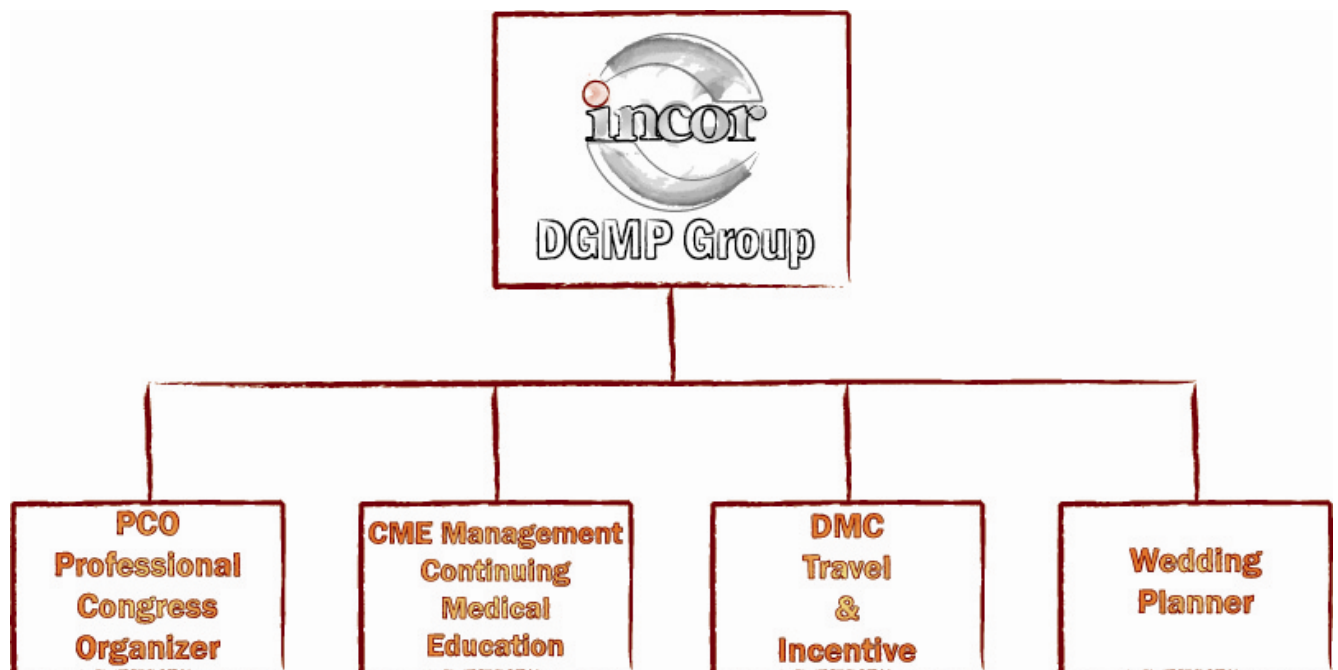 incor
DGMP Group
PCO
Professional
Congress
Organizer
CME Management
Continuing
Medical
Education
DMC
Travel
&
Incentive
Wedding
Planner